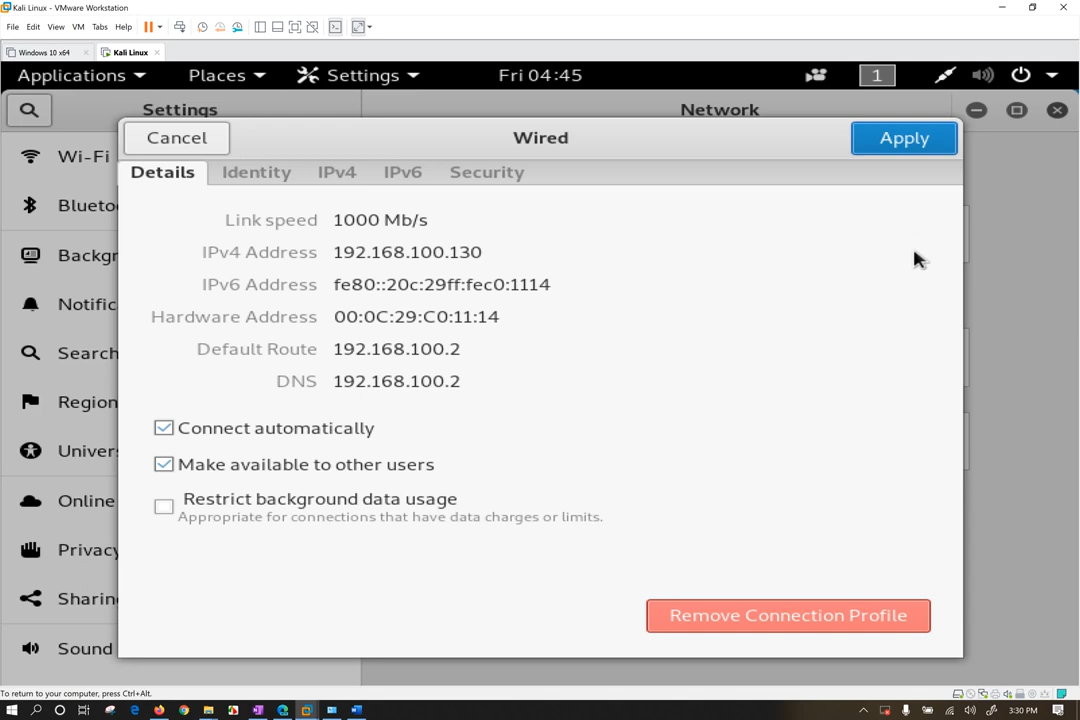 Kali Linux - VMware Workstation
File Edit View VM Tabs Help
Windows 10 x64 Kali Linux
Applications Places Settings Fri 04:45 1
Settings Network
Cancel Wired Apply
Details Identity IPv4 IPv6 Security
Wi-Fi
Blueto
Backgr
Notific
Search
Region
Univers
Online
Privacy
Sharin
Sound
Link speed 1000 Mb/s
IPv4 Address 192.168.100.130
IPv6 Address fe80::20c:29ff:fec0:1114
Hardware Address 00:0C:29:C0:11:14
Default Route 192.168.100.2
DNS 192.168.100.2
Connect automatically
Make available to other users
Restrict background data usage
Appropriate for connections that have data charges or limits.
Remove Connection Profile
To return to your computer, press Ctrl+Alt.
3:30 PM